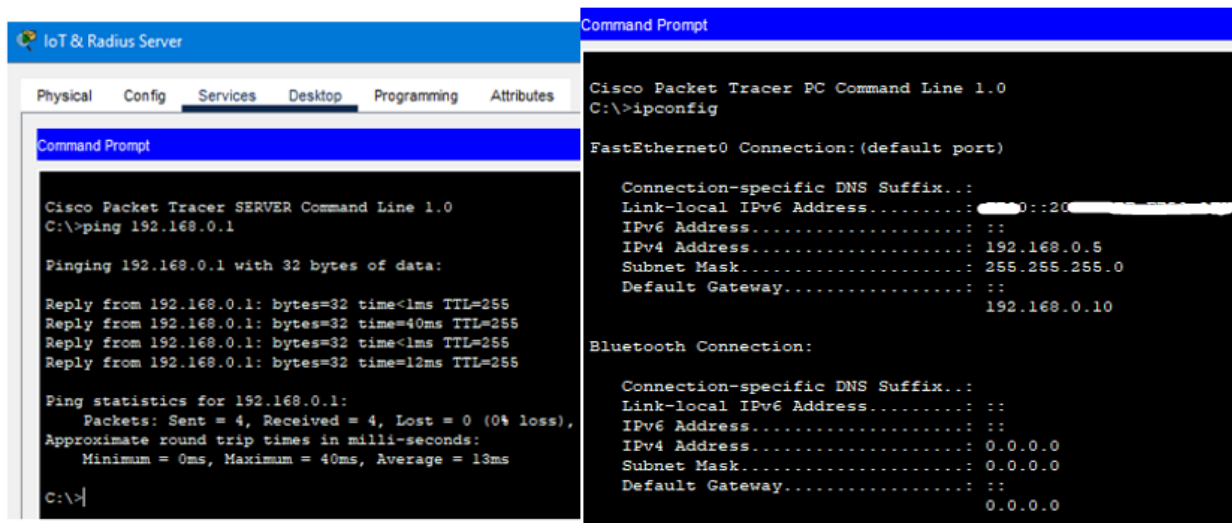 IoT & Radius Server
Physical Config Services Desktop Programming Attributes
Command Prompt
Cisco Packet Tracer SERVER Command Line 1.0
C:\>ping 192.168.0.1
Pinging 192.168.0.1 with 32 bytes of data:
Reply from 192.168.0.1: bytes=32 time<1ms TTL=255
Reply from 192.168.0.1: bytes=32 time=40ms TTL=255
Reply from 192.168.0.1: bytes=32 time<1ms TTL=255
Reply from 192.168.0.1: bytes=32 time=12ms TTL=255
Ping statistics for 192.168.0.1:
Packets: Sent = 4, Received = 4, Lost = 0 (0% loss),
Approximate round trip times in milli-seconds:
Minimum = 0ms, Maximum = 40ms, Average = 13ms
C:\>
Command Prompt
Cisco Packet Tracer PC Command Line 1.0
C:\>ipconfig
FastEthernet0 Connection:(default port)
Connection-specific DNS Suffix..:
Link-local IPv6 Address.........:
IPv6 Address....................: ::
IPv4 Address....................: 192.168.0.5
Subnet Mask.....................: 255.255.255.0
Default Gateway.................: ::
192.168.0.10
Bluetooth Connection:
Connection-specific DNS Suffix..:
Link-local IPv6 Address.........: ::
IPv6 Address....................: ::
IPv4 Address....................: 0.0.0.0
Subnet Mask.....................: 0.0.0.0
Default Gateway.................: ::
0.0.0.0